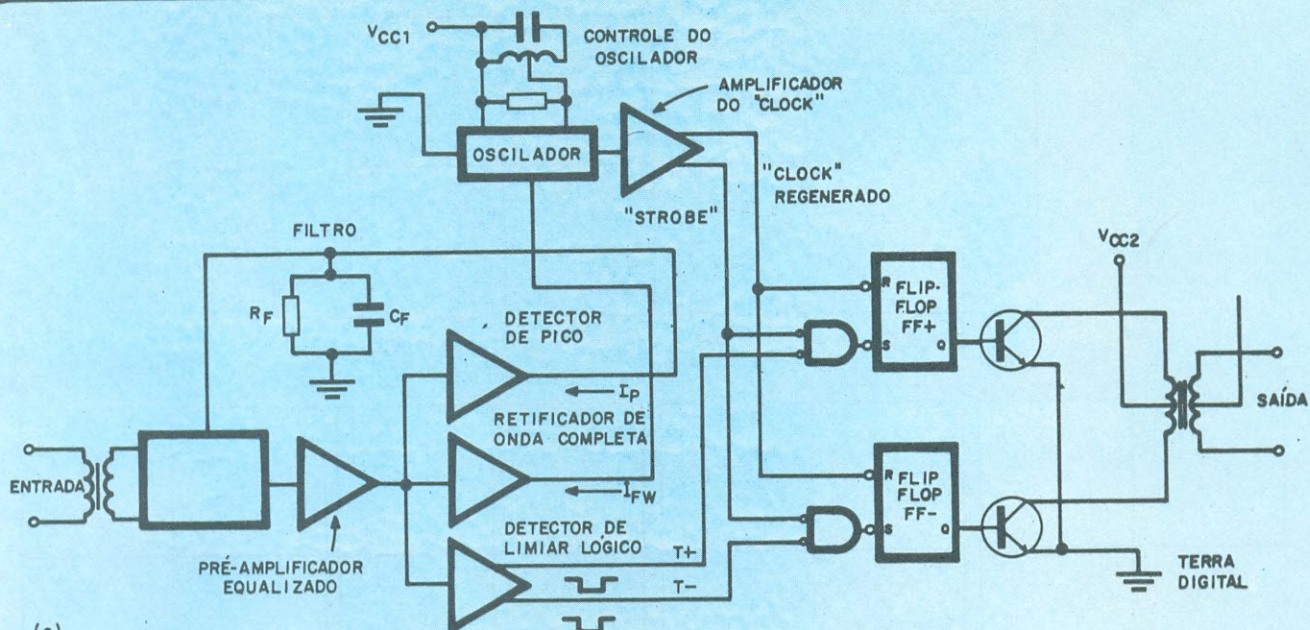 VCC1
CONTROLE DO
OSCILADOR
AMPLIFICADOR
DO "CLOCK"
OSCILADOR
"CLOCK"
REGENERADO
"STROBE"
FILTRO
RF
CF
DETECTOR
DE PICO
IP
RETIFICADOR DE
ONDA COMPLETA
IFW
DETECTOR DE
LIMIAR LÓGICO
T+
T-
ENTRADA
PRÉ-AMPLIFICADOR
EQUALIZADO
R
FLIP-
FLOP
FF+
S
Q
R
FLIP
FLOP
FF-
S
Q
VCC2
SAÍDA
TERRA
DIGITAL